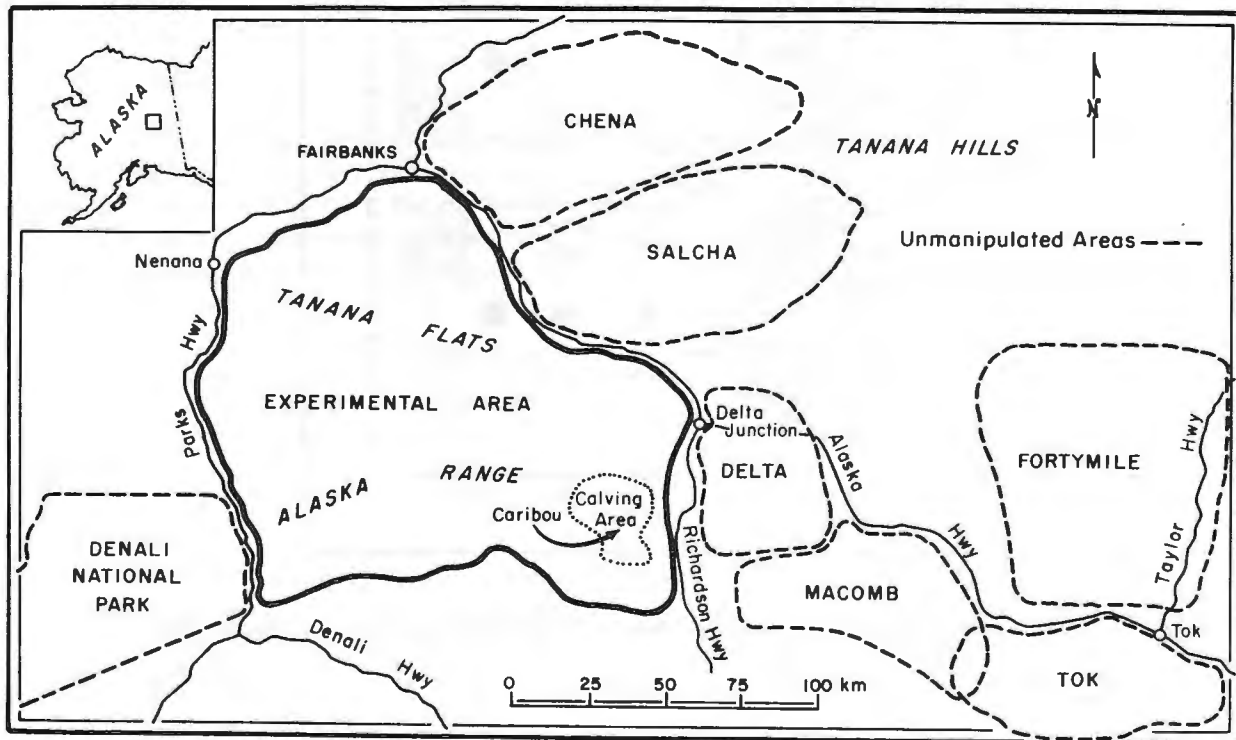 ALASKA
N
CHENA
TANANA HILLS
FAIRBANKS
SALCHA
Unmanipulated Areas
Nenana
TANANA FLATS
Parks Hwy
EXPERIMENTAL AREA
ALASKA RANGE
Caribou
Calving
Area
Delta
Junction
DELTA
Alaska Hwy
FORTYMILE
Taylor Hwy
DENALI
NATIONAL
PARK
Richardson Hwy
MACOMB
Denali Hwy
Tok
TOK
0 25 50 75 100 km